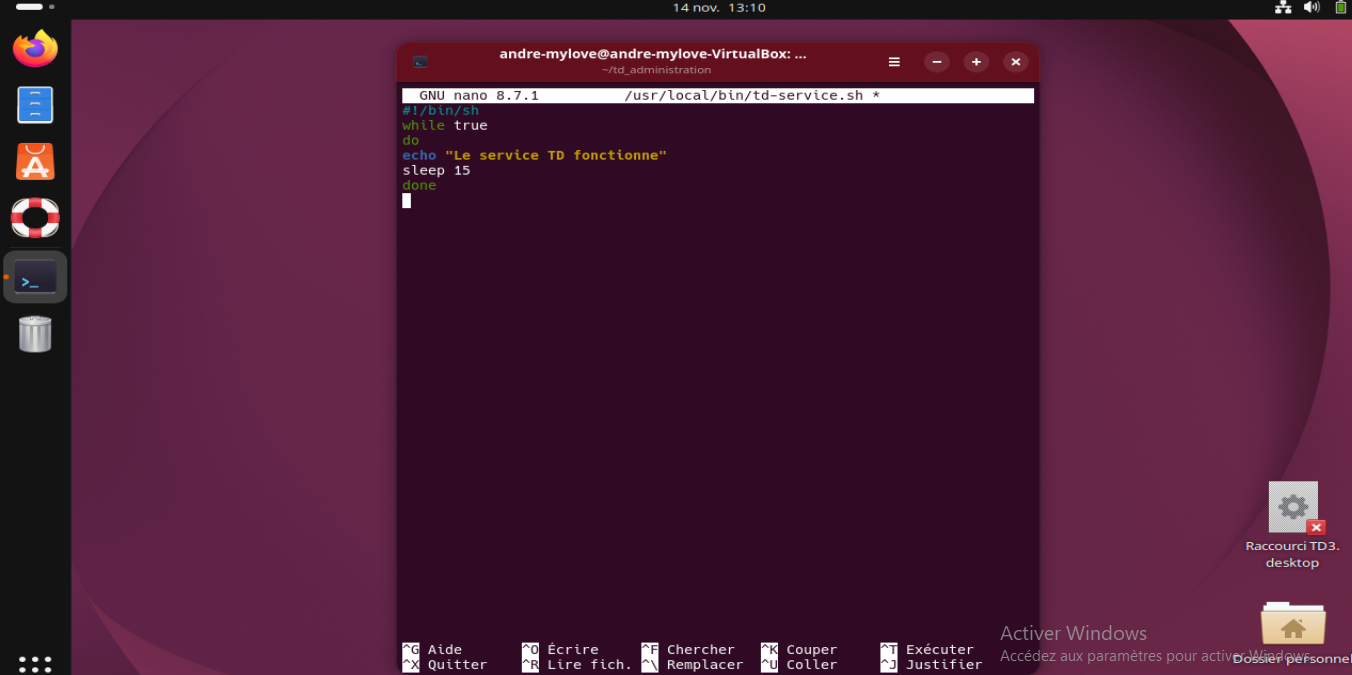 14 nov. 13:10
andre-mylove@andre-mylove-VirtualBox: ...
~/td_administration
GNU nano 8.7.1 /usr/local/bin/td-service.sh *
#!/bin/sh
while true
do
echo "Le service TD fonctionne"
sleep 15
done
^G Aide ^O Écrire ^F Chercher ^K Couper ^T Exécuter
^X Quitter ^R Lire fich. ^\ Remplacer ^U Coller ^J Justifier
Raccourci TD3.
desktop
Activer Windows
Accédez aux paramètres pour activer Windows.
Dossier personnel